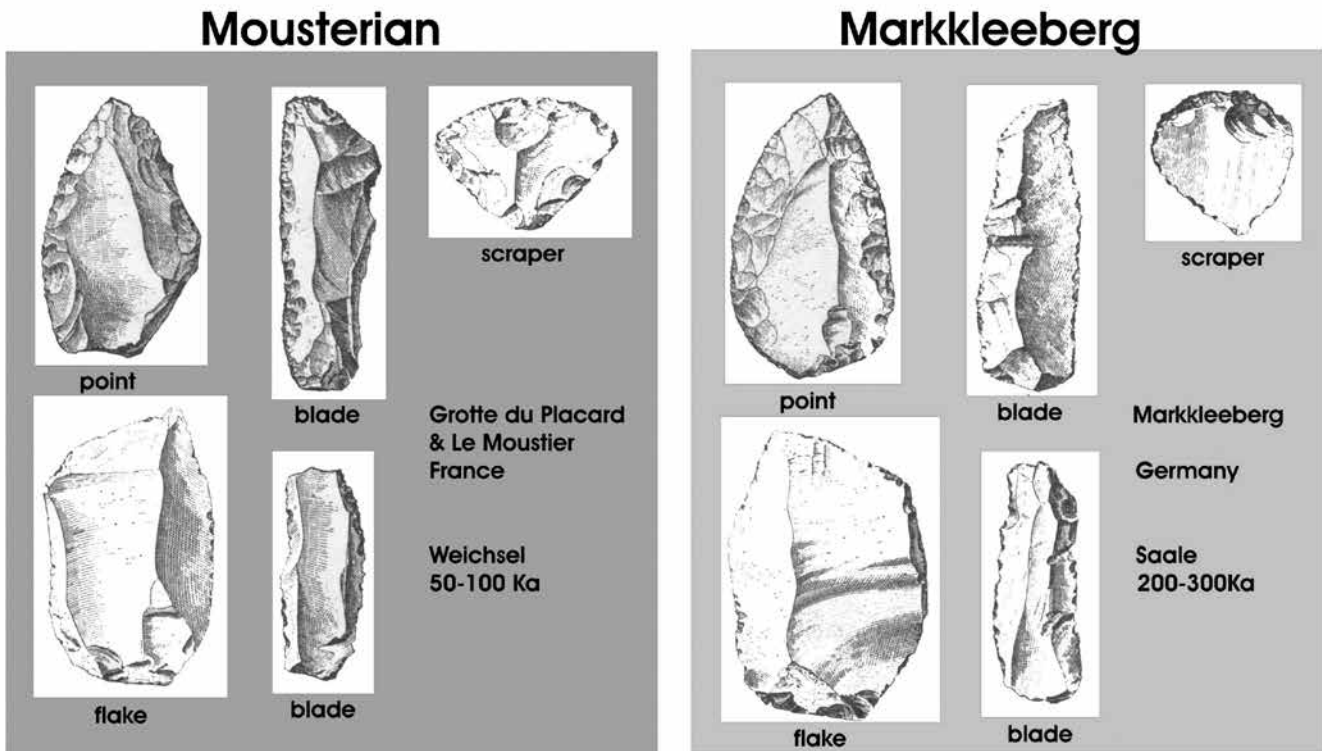 Mousterian
point
blade
scraper
Grotte du Placard
& Le Moustier
France
Weichsel
50-100 Ka
flake
blade
Markkleeberg
point
blade
scraper
Markkleeberg
Germany
Saale
200-300Ka
flake
blade